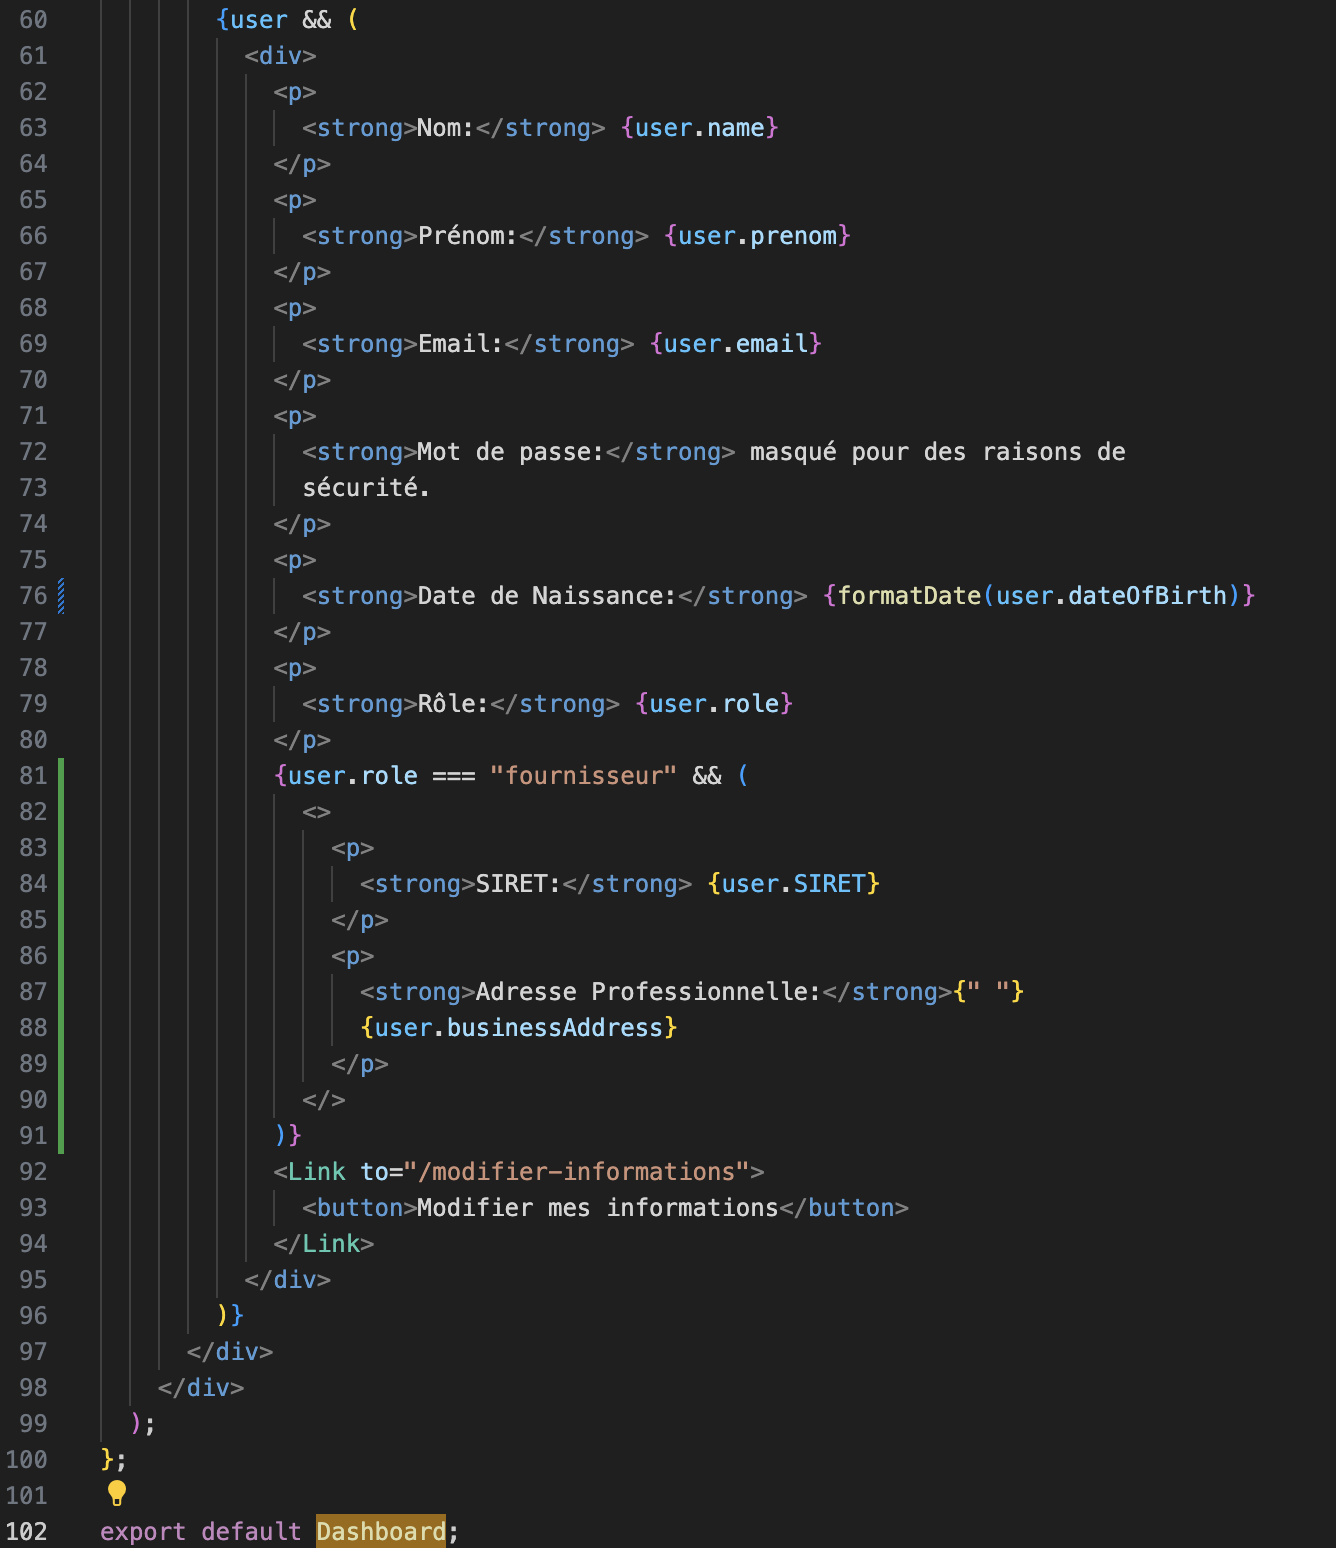 60 {user && (
61 <div>
62 <p>
63 <strong>Nom:</strong> {user.name}
64 </p>
65 <p>
66 <strong>Prénom:</strong> {user.prenom}
67 </p>
68 <p>
69 <strong>Email:</strong> {user.email}
70 </p>
71 <p>
72 <strong>Mot de passe:</strong> masqué pour des raisons de
73 sécurité.
74 </p>
75 <p>
76 <strong>Date de Naissance:</strong> {formatDate(user.dateOfBirth)}
77 </p>
78 <p>
79 <strong>Rôle:</strong> {user.role}
80 </p>
81 {user.role === "fournisseur" && (
82 <>
83 <p>
84 <strong>SIRET:</strong> {user.SIRET}
85 </p>
86 <p>
87 <strong>Adresse Professionnelle:</strong>{" "}
88 {user.businessAddress}
89 </p>
90 </>
91 )}
92 <Link to="/modifier-informations">
93 <button>Modifier mes informations</button>
94 </Link>
95 </div>
96 )}
97 </div>
98 </div>
99 );
100 };
101
102 export default Dashboard;